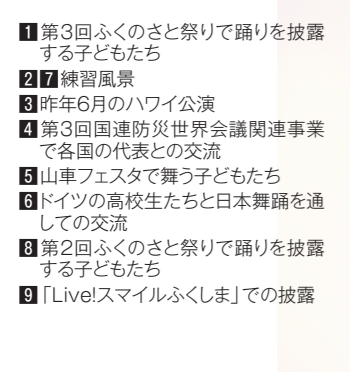 1 第3回ふくのさと祭りで踊りを披露
する子どもたち
2 7 練習風景
3 昨年6月のハワイ公演
4 第3回国連防災世界会議関連事業
で各国の代表との交流
5 山車フェスタで舞う子どもたち
6 ドイツの高校生たちと日本舞踊を通
しての交流
8 第2回ふくのさと祭りで踊りを披露
する子どもたち
9 「Live!スマイルふくしま」での披露